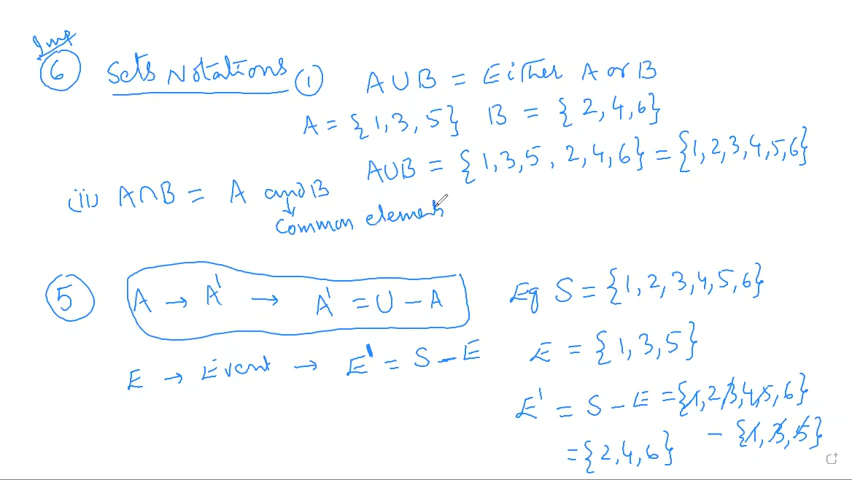 Imp
6 Sets Notations (1) A∪B = Either A or B
A = {1,3,5} B = {2,4,6}
A∪B = {1,3,5,2,4,6} = {1,2,3,4,5,6}
(ii) A∩B = A and B
↓
Common element
5 A → A' → A' = U – A
E → Event → E' = S – E
Eg S = {1,2,3,4,5,6}
E = {1,3,5}
E' = S – E = {1,2,3,4,5,6}
– {1,3,5}
= {2,4,6}